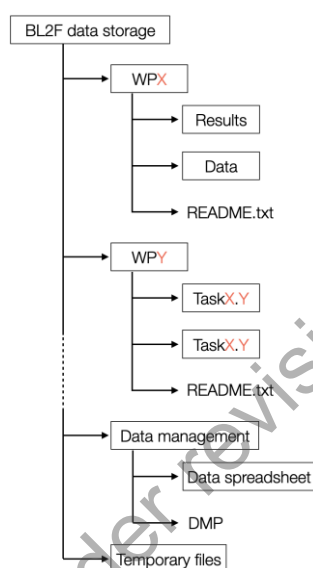 BL2F data storage
WPX
Results
Data
README.txt
WPY
TaskX.Y
TaskX.Y
README.txt
Data management
Data spreadsheet
DMP
Temporary files